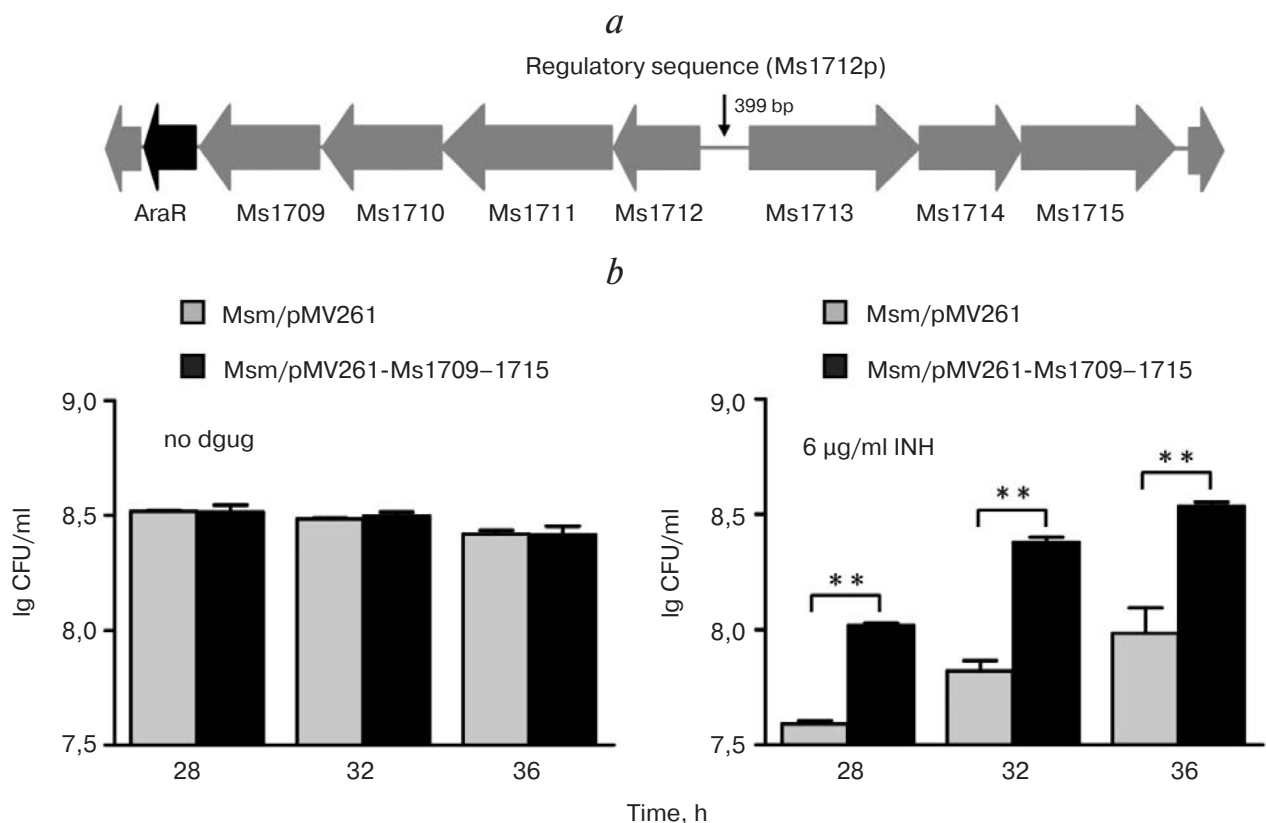 a
Regulatory sequence (Ms1712p)
399 bp
AraR Ms1709 Ms1710 Ms1711 Ms1712 Ms1713 Ms1714 Ms1715
b
Msm/pMV261
Msm/pMV261-Ms1709–1715
no dgug
lg CFU/ml
9,0
8,5
8,0
7,5
28 32 36
Msm/pMV261
Msm/pMV261-Ms1709–1715
6 µg/ml INH
lg CFU/ml
9,0
8,5
8,0
7,5
**
**
**
28 32 36
Time, h